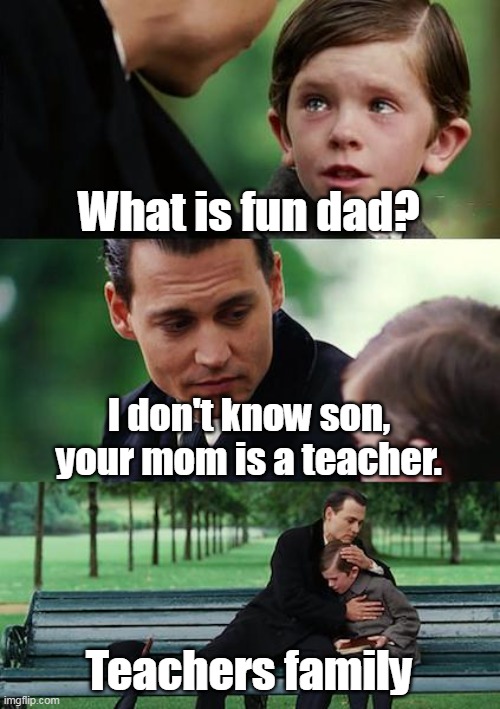 What is fun dad?
I don't know son,
your mom is a teacher.
Teachers family
imgflip.com